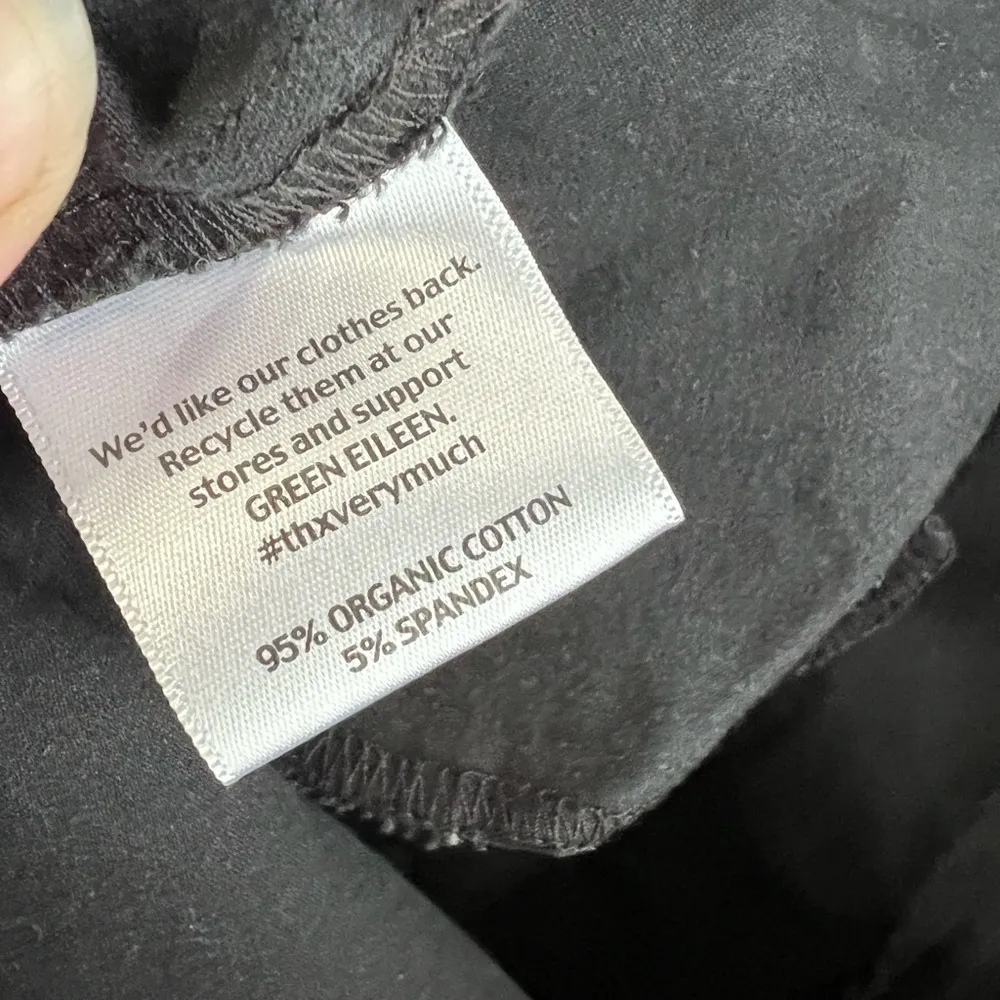 We'd like our clothes back.
Recycle them at our
stores and support
GREEN EILEEN.
#thxverymuch
95% ORGANIC COTTON
5% SPANDEX